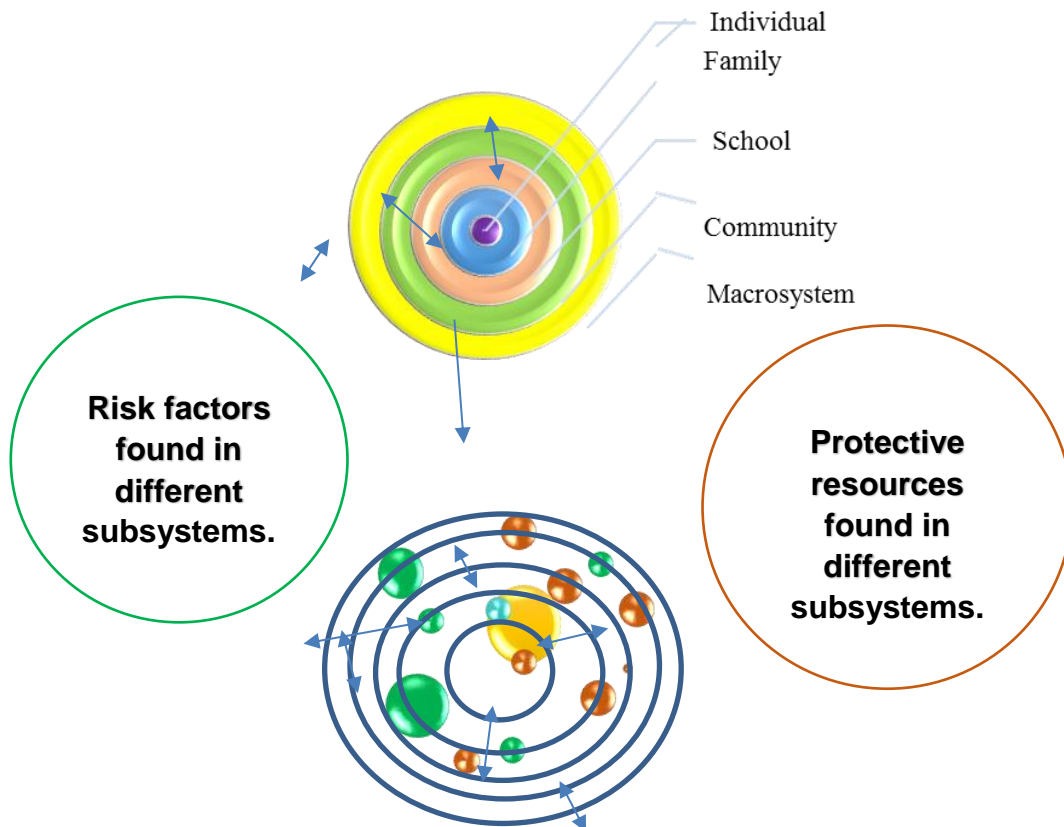 Individual
Family
School
Community
Macrosystem
Risk factors
found in
different
subsystems.
Protective
resources
found in
different
subsystems.